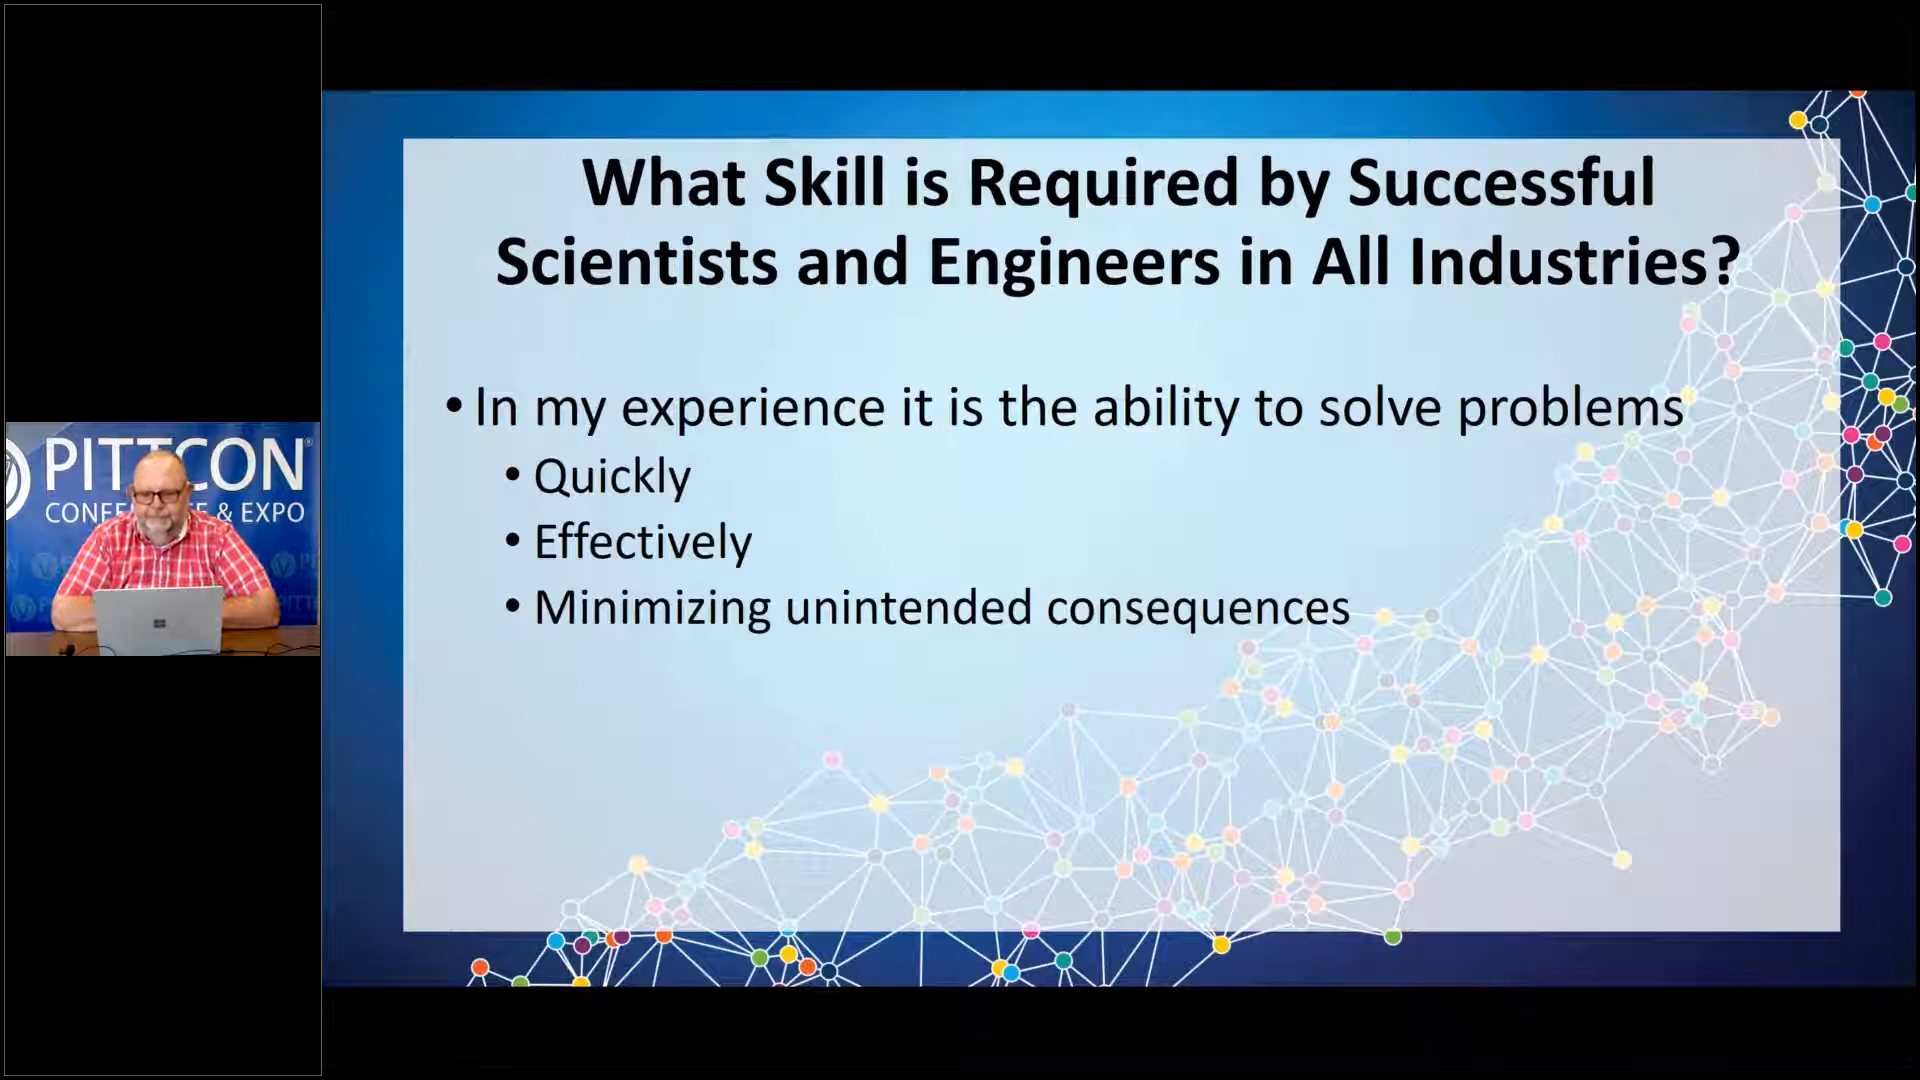 What Skill is Required by Successful
Scientists and Engineers in All Industries?
• In my experience it is the ability to solve problems
• Quickly
• Effectively
• Minimizing unintended consequences
PITTCON®
& EXPO